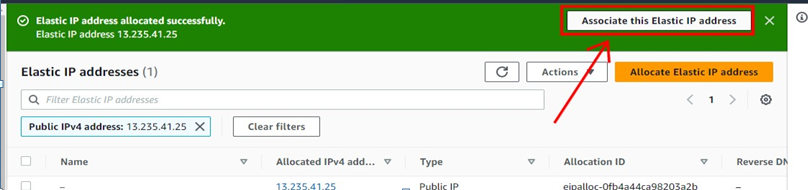 Elastic IP address allocated successfully.
Elastic IP address 13.235.41.25
Associate this Elastic IP address
Elastic IP addresses (1)
Actions
Allocate Elastic IP address
Filter Elastic IP addresses
1
Public IPv4 address: 13.235.41.25
Clear filters
Name
Allocated IPv4 add...
Type
Allocation ID
Reverse DN
–
13.235.41.25
Public IP
eipalloc-0fb4a44ca98203a2b
–